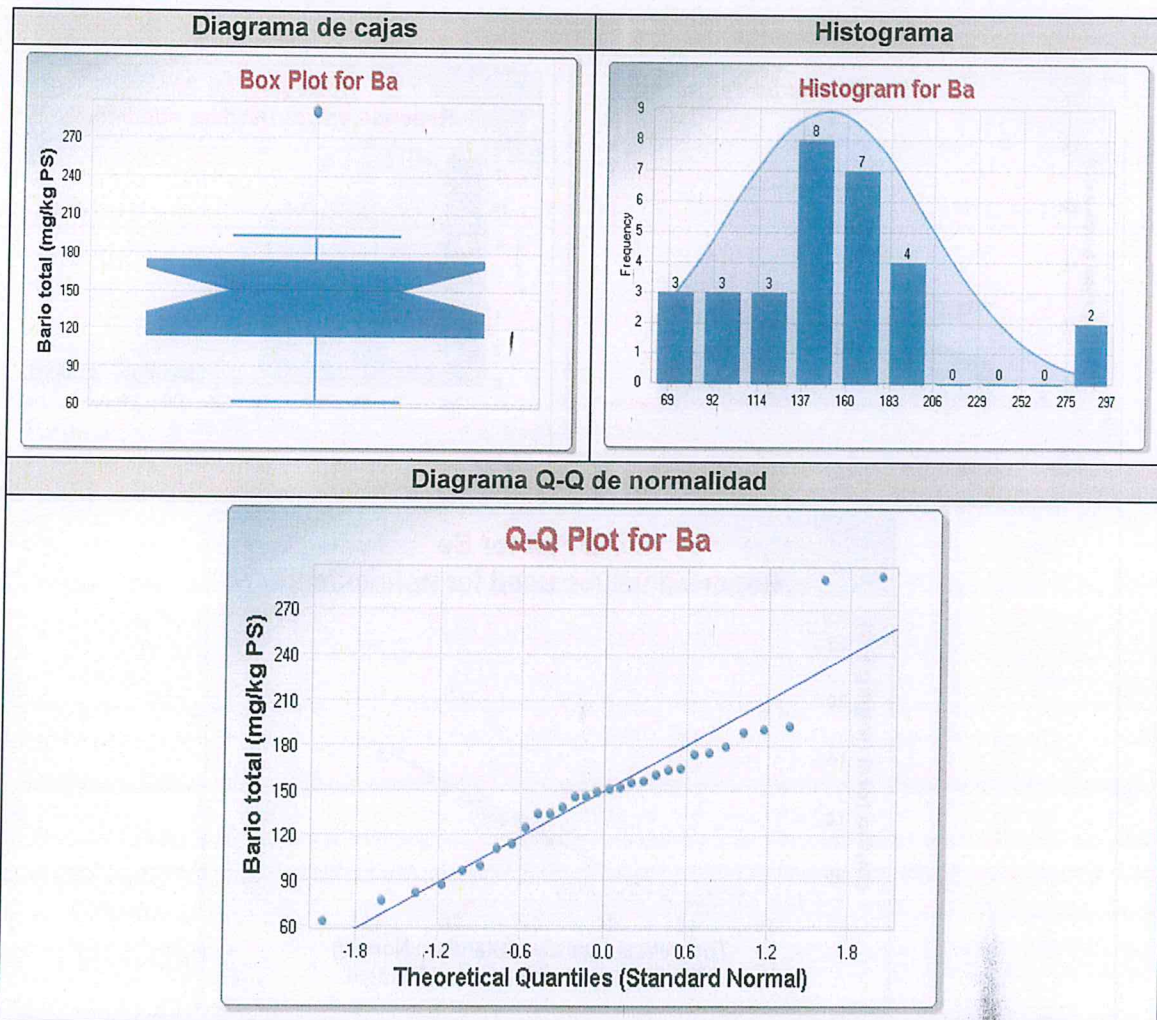 Diagrama de cajas
Box Plot for Ba
Bario total (mg/kg PS)
270
240
210
180
150
120
90
60
Histograma
Histogram for Ba
Frequency
9
8
7
6
5
4
3
2
1
0
3 3 3 8 7 4 0 0 0 2
69 92 114 137 160 183 206 229 252 275 297
Diagrama Q-Q de normalidad
Q-Q Plot for Ba
Bario total (mg/kg PS)
270
240
210
180
150
120
90
60
-1.8 -1.2 -0.6 0.0 0.6 1.2 1.8
Theoretical Quantiles (Standard Normal)